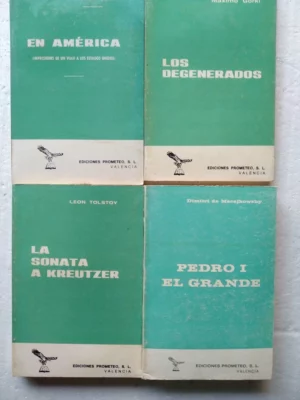 EN AMÉRICA
EDICIONES PROMETEO, S. L.
VALENCIA
Máximo Gorki
LOS
DEGENERADOS
EDICIONES PROMETEO, S. L.
VALENCIA
LEON TOLSTOY
LA
SONATA
A KREUTZER
EDICIONES PROMETEO, S. L.
VALENCIA
PEDRO I
EL GRANDE
EDICIONES PROMETEO, S. L.
VALENCIA